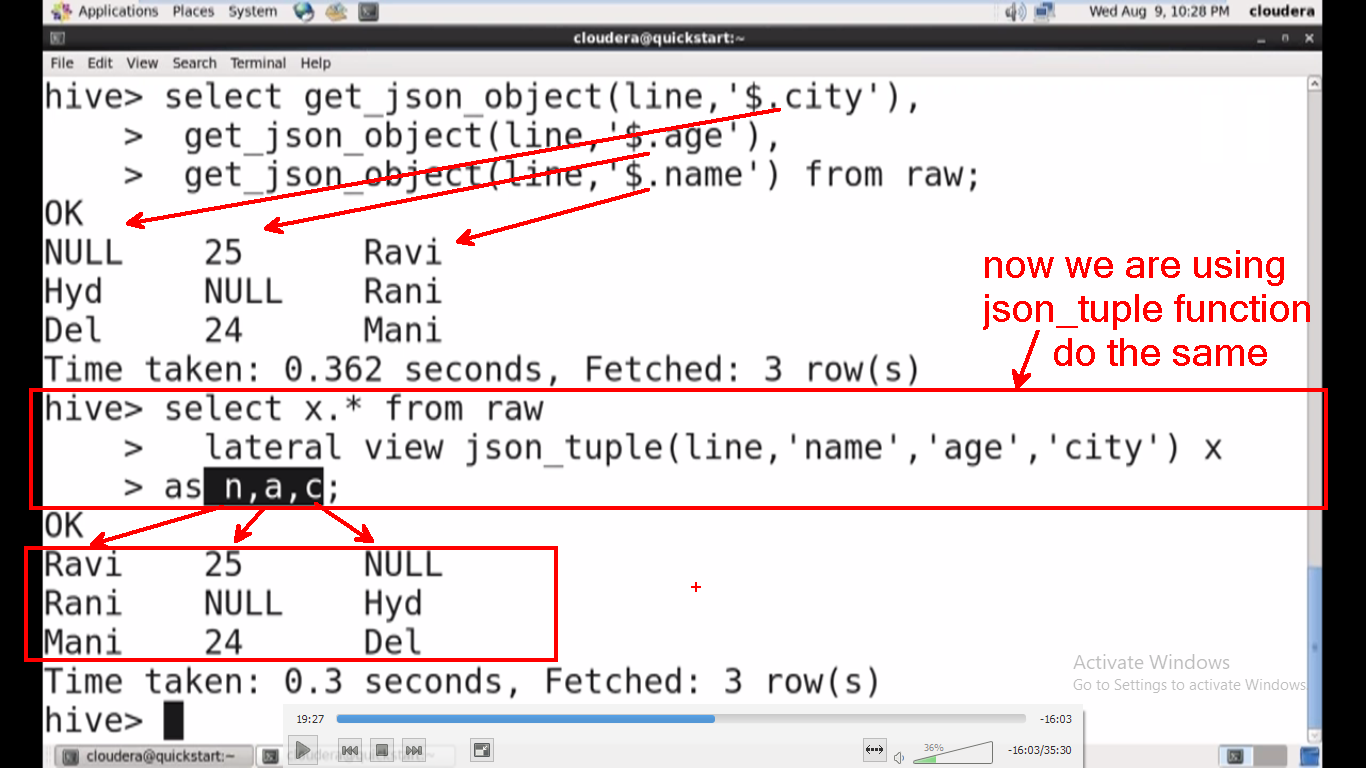 Applications Places System Wed Aug 9, 10:28 PM cloudera
cloudera@quickstart:~
File Edit View Search Terminal Help
hive> select get_json_object(line,'$.city'),
> get_json_object(line,'$.age'),
> get_json_object(line,'$.name') from raw;
OK
NULL 25 Ravi
Hyd NULL Rani
Del 24 Mani
Time taken: 0.362 seconds, Fetched: 3 row(s)
now we are using
json_tuple function
do the same
hive> select x.* from raw
> lateral view json_tuple(line,'name','age','city') x
> as n,a,c;
OK
Ravi 25 NULL
Rani NULL Hyd
Mani 24 Del
Time taken: 0.3 seconds, Fetched: 3 row(s)
hive>
Activate Windows
Go to Settings to activate Windows.
19:27 -16:03
36% -16:03/35:30
cloudera@quickstart:~ cloudera@quickstart:~